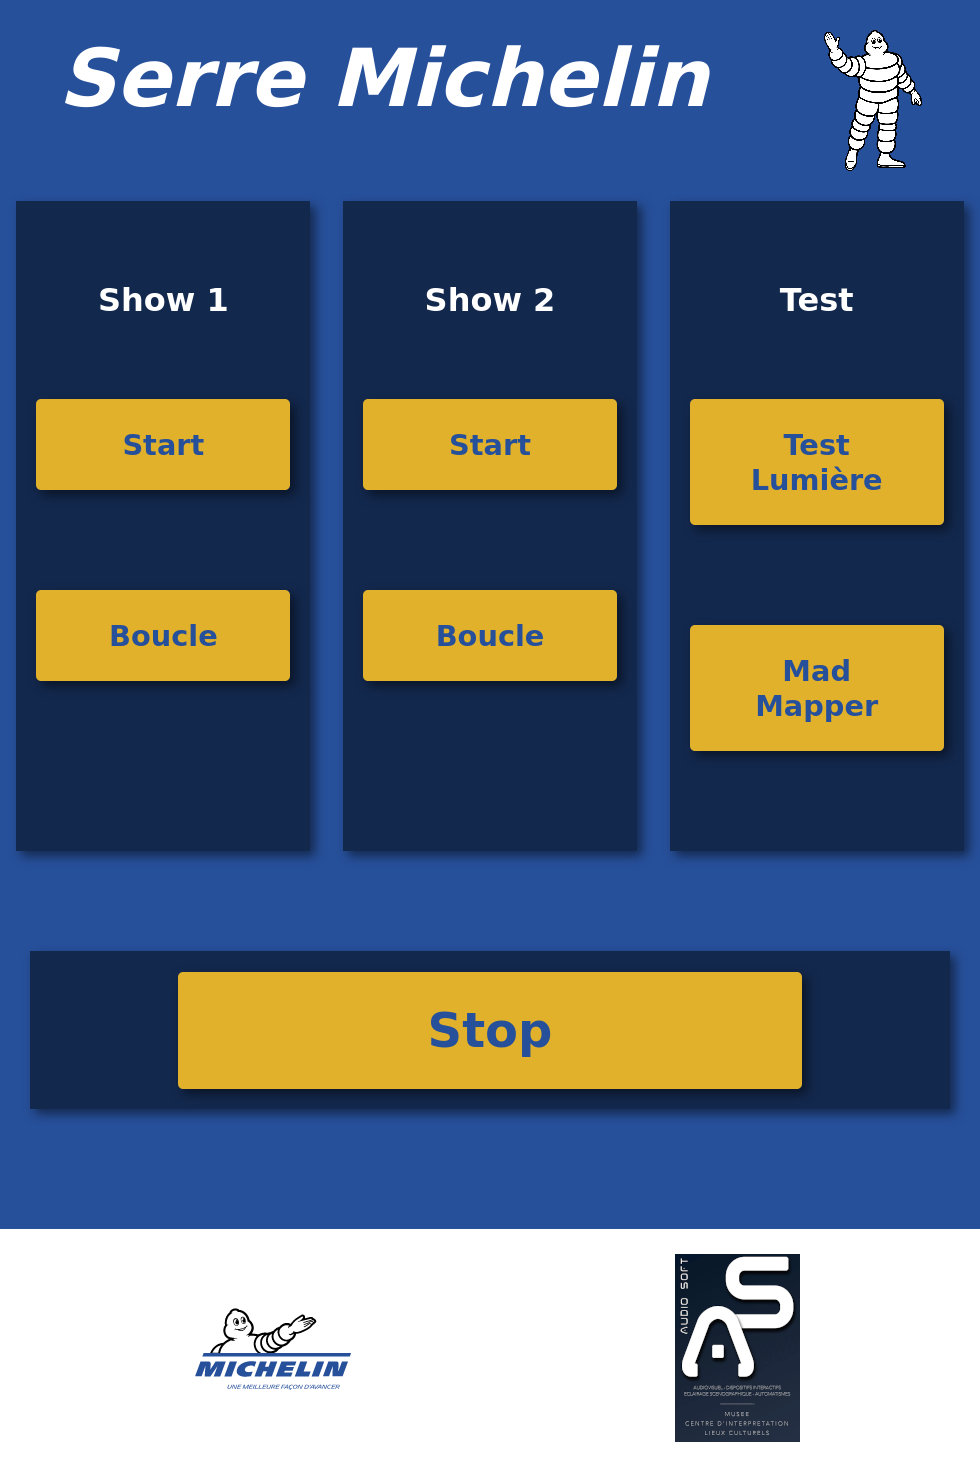 Serre Michelin
Show 1
Start
Boucle
Show 2
Start
Boucle
Test
Test
Lumière
Mad
Mapper
Stop
MICHELIN
UNE MEILLEURE FAÇON D'AVANCER
AUDIO SOFT
AS
AUDIOVISUEL - DISPOSITIFS INTERACTIFS
ECLAIRAGE SCENOGRAPHIQUE - AUTOMATISMES
MUSEE
CENTRE D'INTERPRETATION
LIEUX CULTURELS